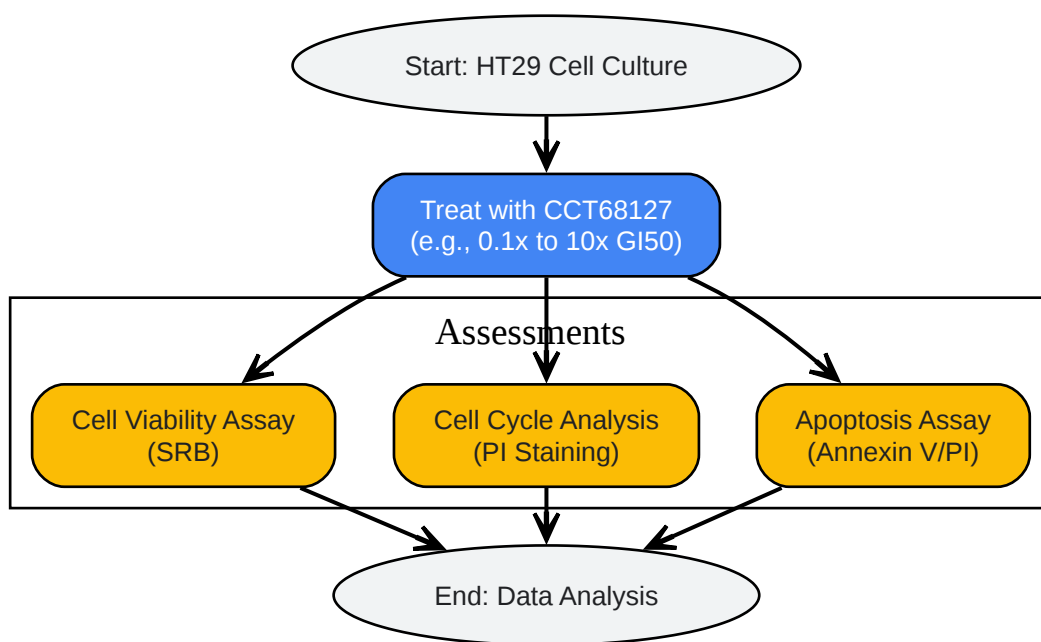 Start: HT29 Cell Culture
Treat with CCT68127
(e.g., 0.1x to 10x GI50)
Assessments
Cell Viability Assay
(SRB)
Cell Cycle Analysis
(PI Staining)
Apoptosis Assay
(Annexin V/PI)
End: Data Analysis